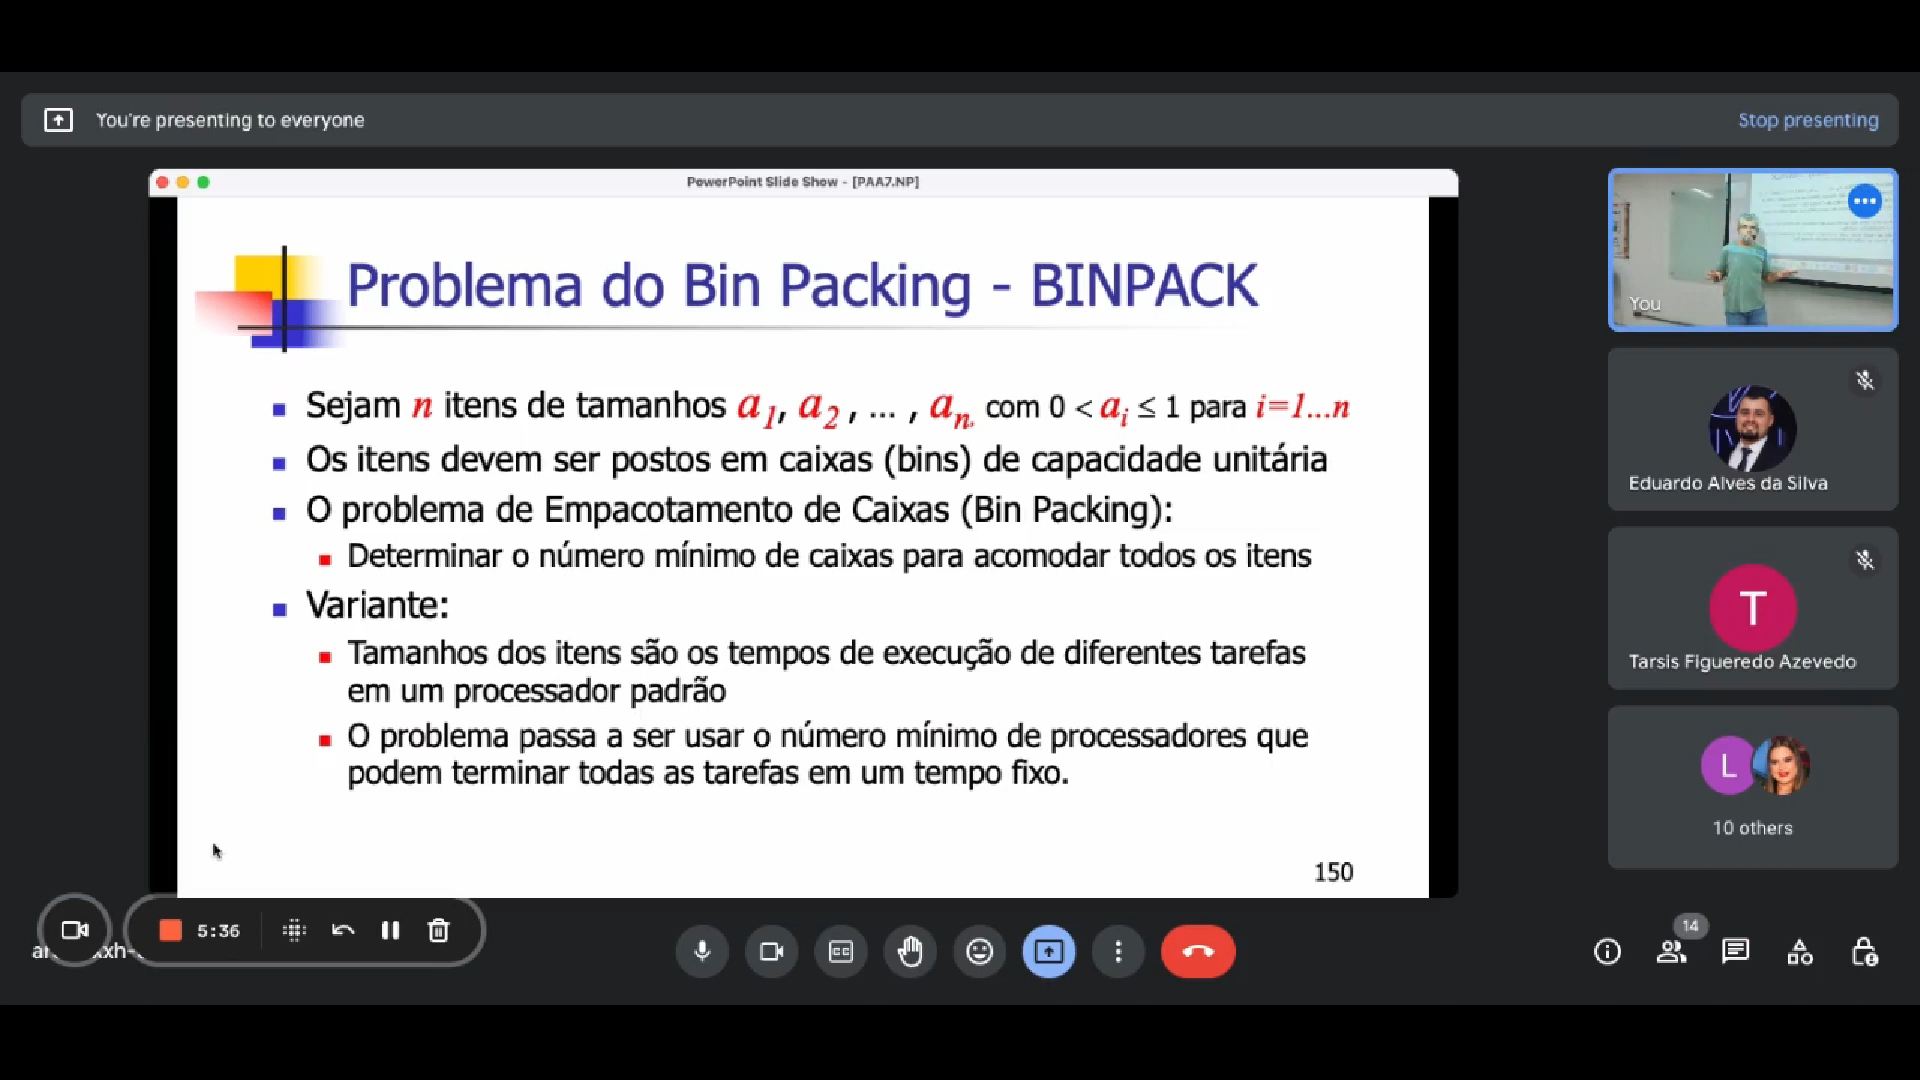 You're presenting to everyone
Stop presenting
PowerPoint Slide Show - [PAA7.NP]
Problema do Bin Packing - BINPACK
Sejam n itens de tamanhos a1, a2 , ... , an, com 0 < ai ≤ 1 para i=1...n
Os itens devem ser postos em caixas (bins) de capacidade unitária
O problema de Empacotamento de Caixas (Bin Packing):
Determinar o número mínimo de caixas para acomodar todos os itens
Variante:
Tamanhos dos itens são os tempos de execução de diferentes tarefas
em um processador padrão
O problema passa a ser usar o número mínimo de processadores que
podem terminar todas as tarefas em um tempo fixo.
150
You
Eduardo Alves da Silva
T
Tarsis Figueredo Azevedo
L
10 others
5:36
CC
14